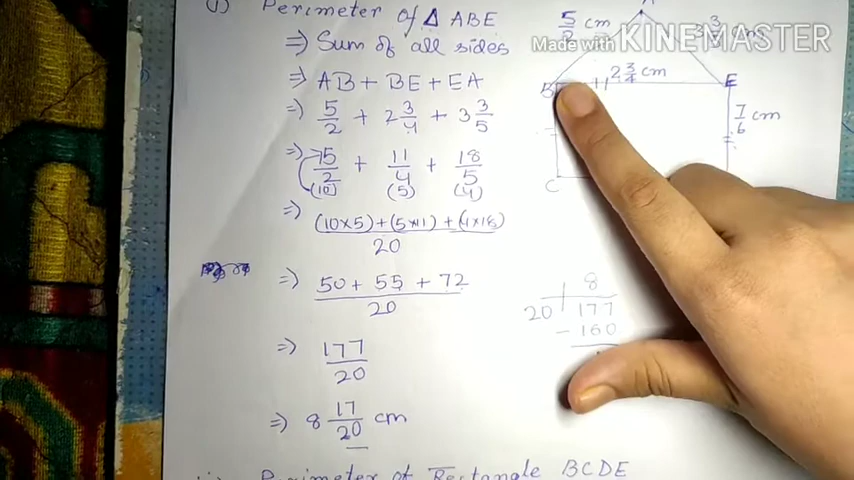 (i) Perimeter of Δ ABE
⇒ Sum of all sides
⇒ AB + BE + EA
⇒ 5/2 + 2 3/4 + 3 3/5
⇒ 5/2 + 11/4 + 18/5
(10) (5) (4)
⇒ (10×5)+(5×11)+(4×18)/20
⇒ 50 + 55 + 72/20
⇒ 177/20
⇒ 8 17/20 cm
Perimeter of Rectangle BCDE
5/2 cm
A
Made with KINEMASTER
2 3/4 cm
B
E
7/6 cm
C
8
20 177
- 160